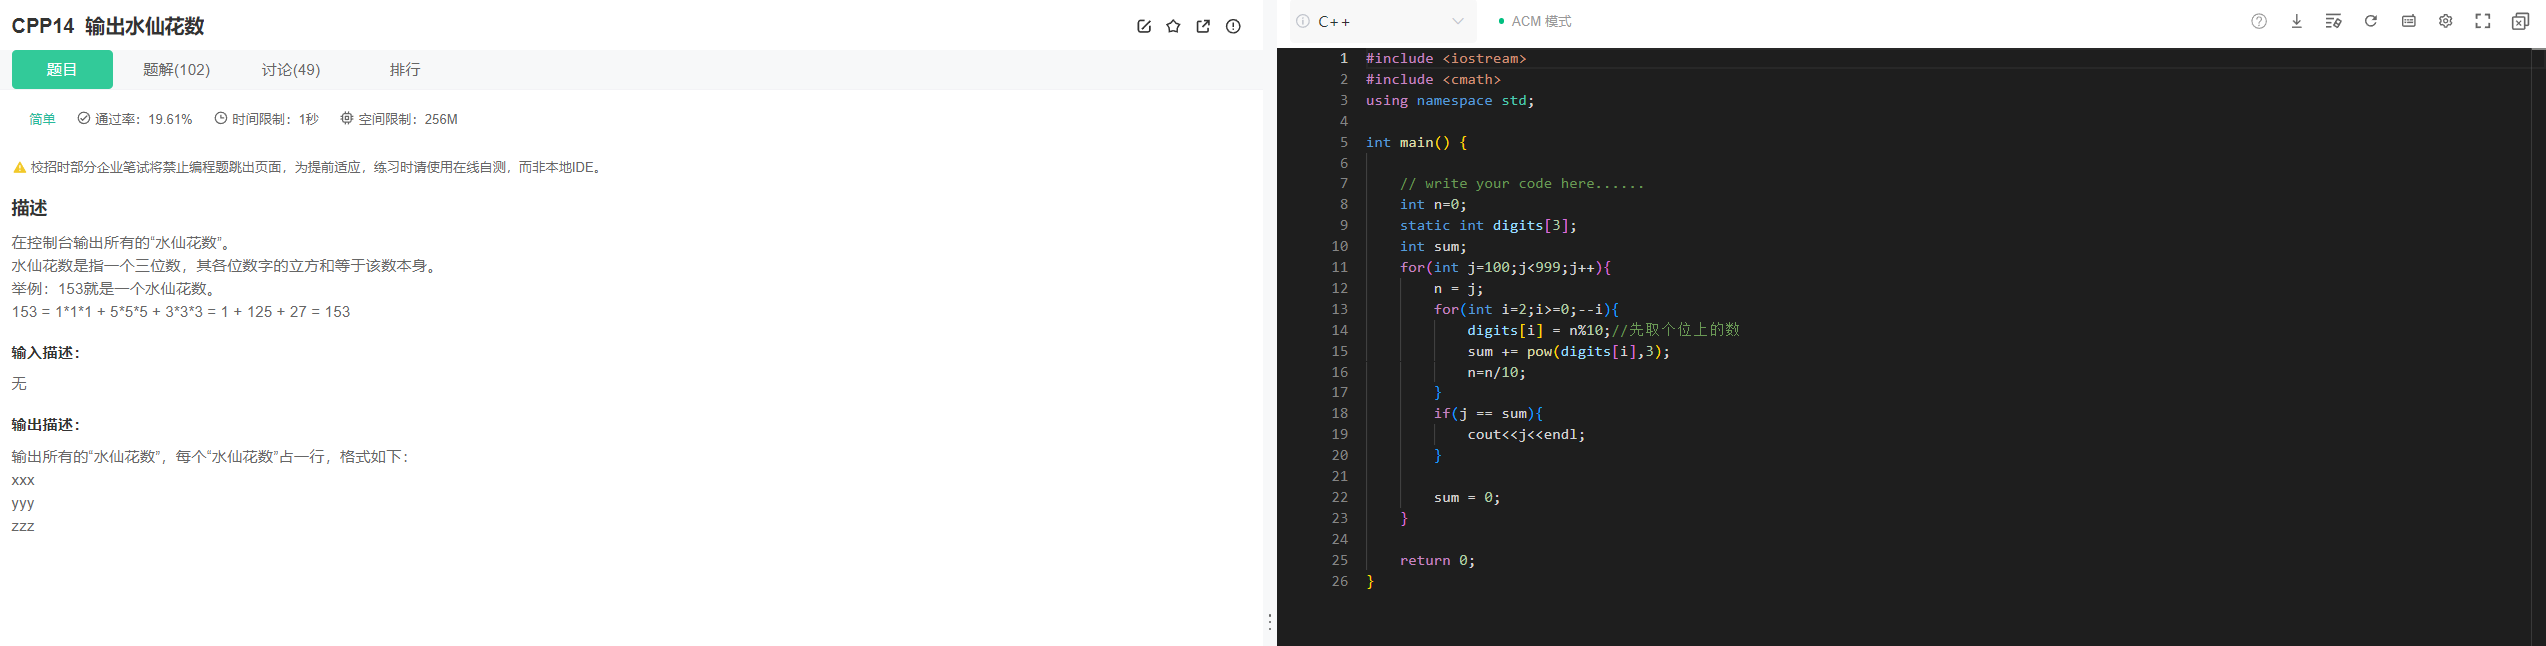 CPP14 输出水仙花数
题目 题解(102) 讨论(49) 排行
简单 通过率：19.61% 时间限制：1秒 空间限制：256M
校招时部分企业笔试将禁止编程题跳出页面，为提前适应，练习时请使用在线自测，而非本地IDE。
描述
在控制台输出所有的“水仙花数”。
水仙花数是指一个三位数，其各位数字的立方和等于该数本身。
举例：153就是一个水仙花数。
153 = 1*1*1 + 5*5*5 + 3*3*3 = 1 + 125 + 27 = 153
输入描述：
无
输出描述：
输出所有的“水仙花数”，每个“水仙花数”占一行，格式如下：
xxx
yyy
zzz
C++ ACM 模式
1 #include <iostream>
2 #include <cmath>
3 using namespace std;
4
5 int main() {
6
7     // write your code here......
8     int n=0;
9     static int digits[3];
10     int sum;
11     for(int j=100;j<999;j++){
12         n = j;
13         for(int i=2;i>=0;--i){
14             digits[i] = n%10;//先取个位上的数
15             sum += pow(digits[i],3);
16             n=n/10;
17         }
18         if(j == sum){
19             cout<<j<<endl;
20         }
21
22         sum = 0;
23     }
24
25     return 0;
26 }